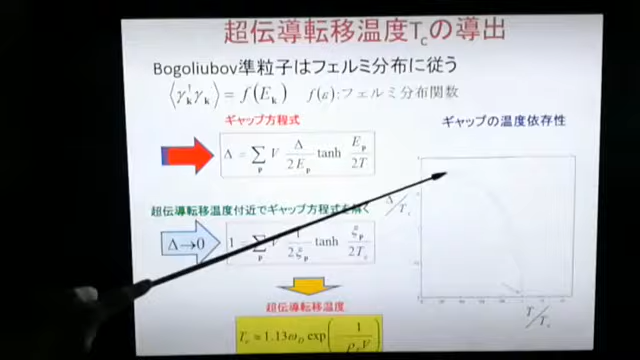 超伝導転移温度Tcの導出
Bogoliubov準粒子はフェルミ分布に従う
⟨γ†k γk⟩ = f(Ek) f(ε):フェルミ分布関数
ギャップ方程式
ギャップの温度依存性
Δ = ∑p V Δ/2Ep tanh Ep/2T
超伝導転移温度付近でギャップ方程式を解く
Δ/Tc
Δ→0
1 = ∑p V 1/2ξp tanh ξp/2Tc
超伝導転移温度
T/Tc
Tc ≈ 1.13ωD exp(− 1/ρFV)